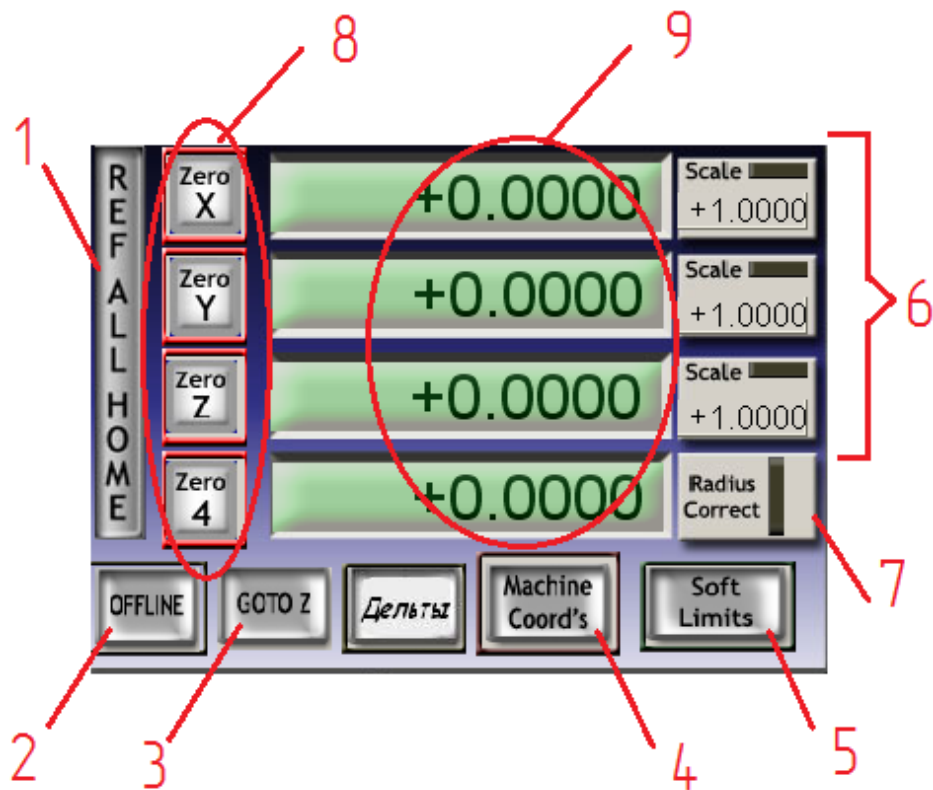 8
9
1
REF ALL HOME
Zero
X
+0.0000
Scale
+1.0000
Zero
Y
+0.0000
Scale
+1.0000
6
Zero
Z
+0.0000
Scale
+1.0000
Zero
4
+0.0000
Radius
Correct
7
OFFLINE
GOTO Z
Дельты
Machine
Coord's
Soft
Limits
2
3
4
5